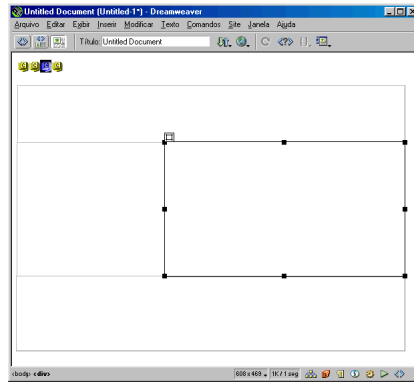 Untitled Document (Untitled-1*) - Dreamweaver
Arquivo Editar Exibir Inserir Modificar Texto Comandos Site Janela Ajuda
Título: Untitled Document
<body> <div> 608 x 469 1K / 1 seg